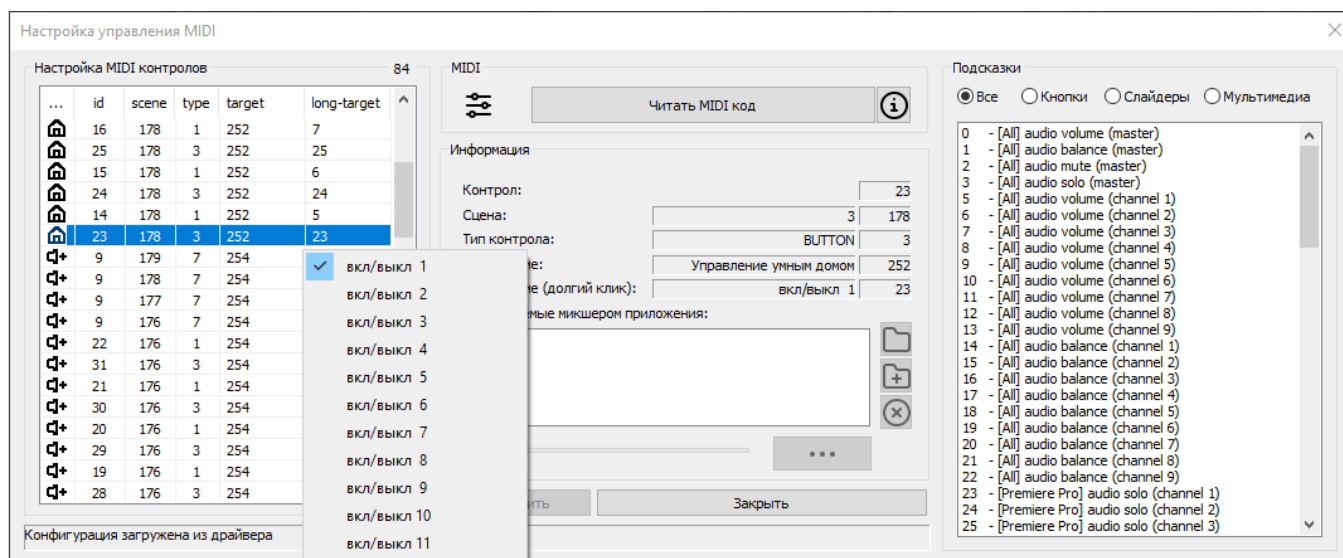 Настройка управления MIDI
Настройка MIDI контролов 84
... id scene type target long-target
16 178 1 252 7
25 178 3 252 25
15 178 1 252 6
24 178 3 252 24
14 178 1 252 5
23 178 3 252 23
9 179 7 254
9 178 7 254
9 177 7 254
9 176 7 254
22 176 1 254
31 176 3 254
21 176 1 254
30 176 3 254
20 176 1 254
29 176 3 254
19 176 1 254
28 176 3 254
Конфигурация загружена из драйвера
вкл/выкл 1
вкл/выкл 2
вкл/выкл 3
вкл/выкл 4
вкл/выкл 5
вкл/выкл 6
вкл/выкл 7
вкл/выкл 8
вкл/выкл 9
вкл/выкл 10
вкл/выкл 11
MIDI
Читать MIDI код
Информация
Контрол: 23
Сцена: 3 178
Тип контрола: BUTTON 3
е: Управление умным домом 252
ие (долгий клик): вкл/выкл 1 23
емые микшером приложения:
...
ить
Закрыть
Подсказки
Все Кнопки Слайдеры Мультимедиа
0 - [All] audio volume (master)
1 - [All] audio balance (master)
2 - [All] audio mute (master)
3 - [All] audio solo (master)
5 - [All] audio volume (channel 1)
6 - [All] audio volume (channel 2)
7 - [All] audio volume (channel 3)
8 - [All] audio volume (channel 4)
9 - [All] audio volume (channel 5)
10 - [All] audio volume (channel 6)
11 - [All] audio volume (channel 7)
12 - [All] audio volume (channel 8)
13 - [All] audio volume (channel 9)
14 - [All] audio balance (channel 1)
15 - [All] audio balance (channel 2)
16 - [All] audio balance (channel 3)
17 - [All] audio balance (channel 4)
18 - [All] audio balance (channel 5)
19 - [All] audio balance (channel 6)
20 - [All] audio balance (channel 7)
21 - [All] audio balance (channel 8)
22 - [All] audio balance (channel 9)
23 - [Premiere Pro] audio solo (channel 1)
24 - [Premiere Pro] audio solo (channel 2)
25 - [Premiere Pro] audio solo (channel 3)